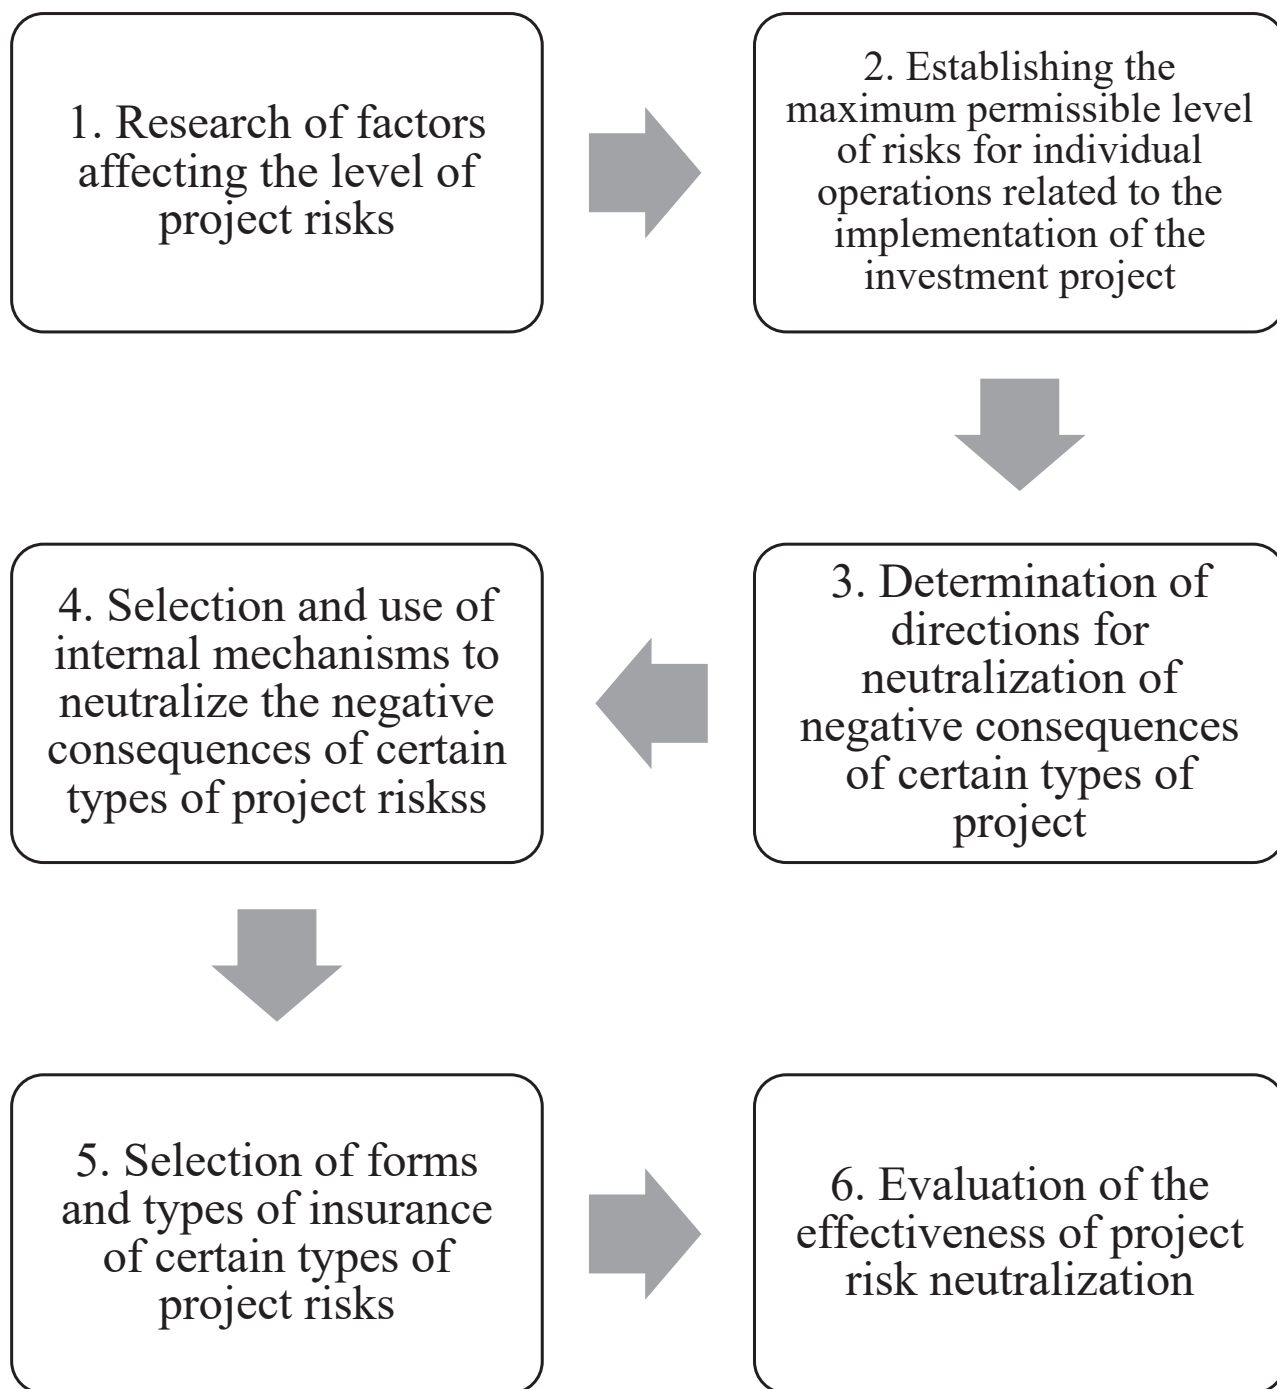 1. Research of factors
affecting the level of
project risks
2. Establishing the
maximum permissible level
of risks for individual
operations related to the
implementation of the
investment project
3. Determination of
directions for
neutralization of
negative consequences
of certain types of
project
4. Selection and use of
internal mechanisms to
neutralize the negative
consequences of certain
types of project riskss
5. Selection of forms
and types of insurance
of certain types of
project risks
6. Evaluation of the
effectiveness of project
risk neutralization